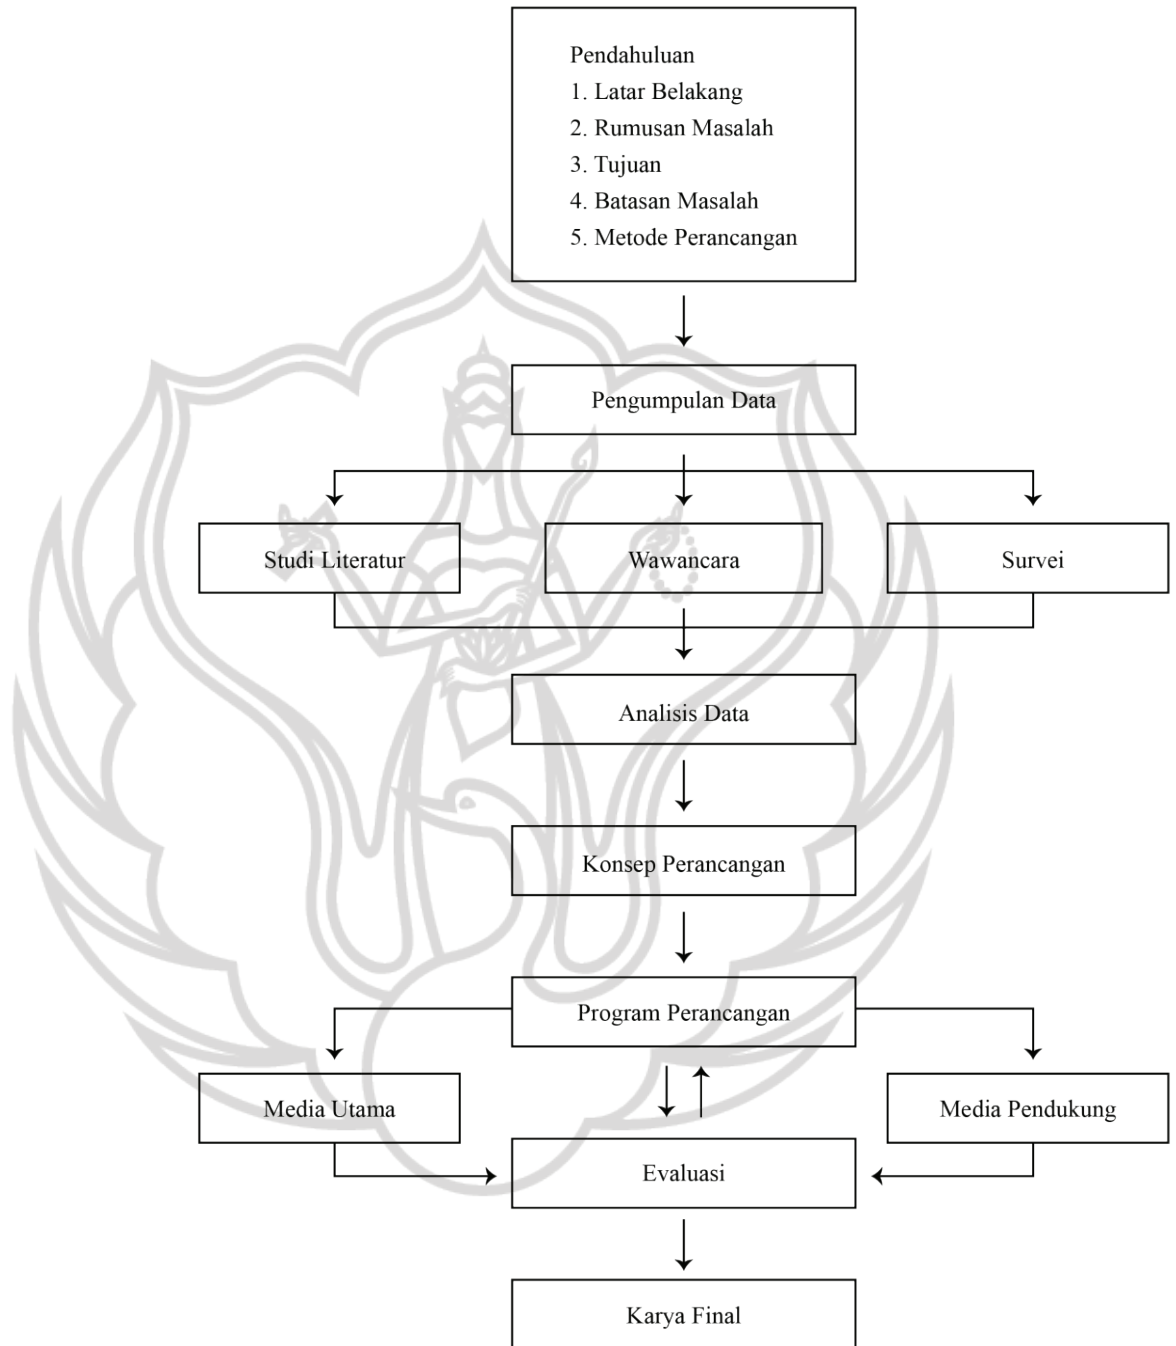 Pendahuluan
1. Latar Belakang
2. Rumusan Masalah
3. Tujuan
4. Batasan Masalah
5. Metode Perancangan
Pengumpulan Data
Studi Literatur
Wawancara
Survei
Analisis Data
Konsep Perancangan
Program Perancangan
Media Utama
Media Pendukung
Evaluasi
Karya Final